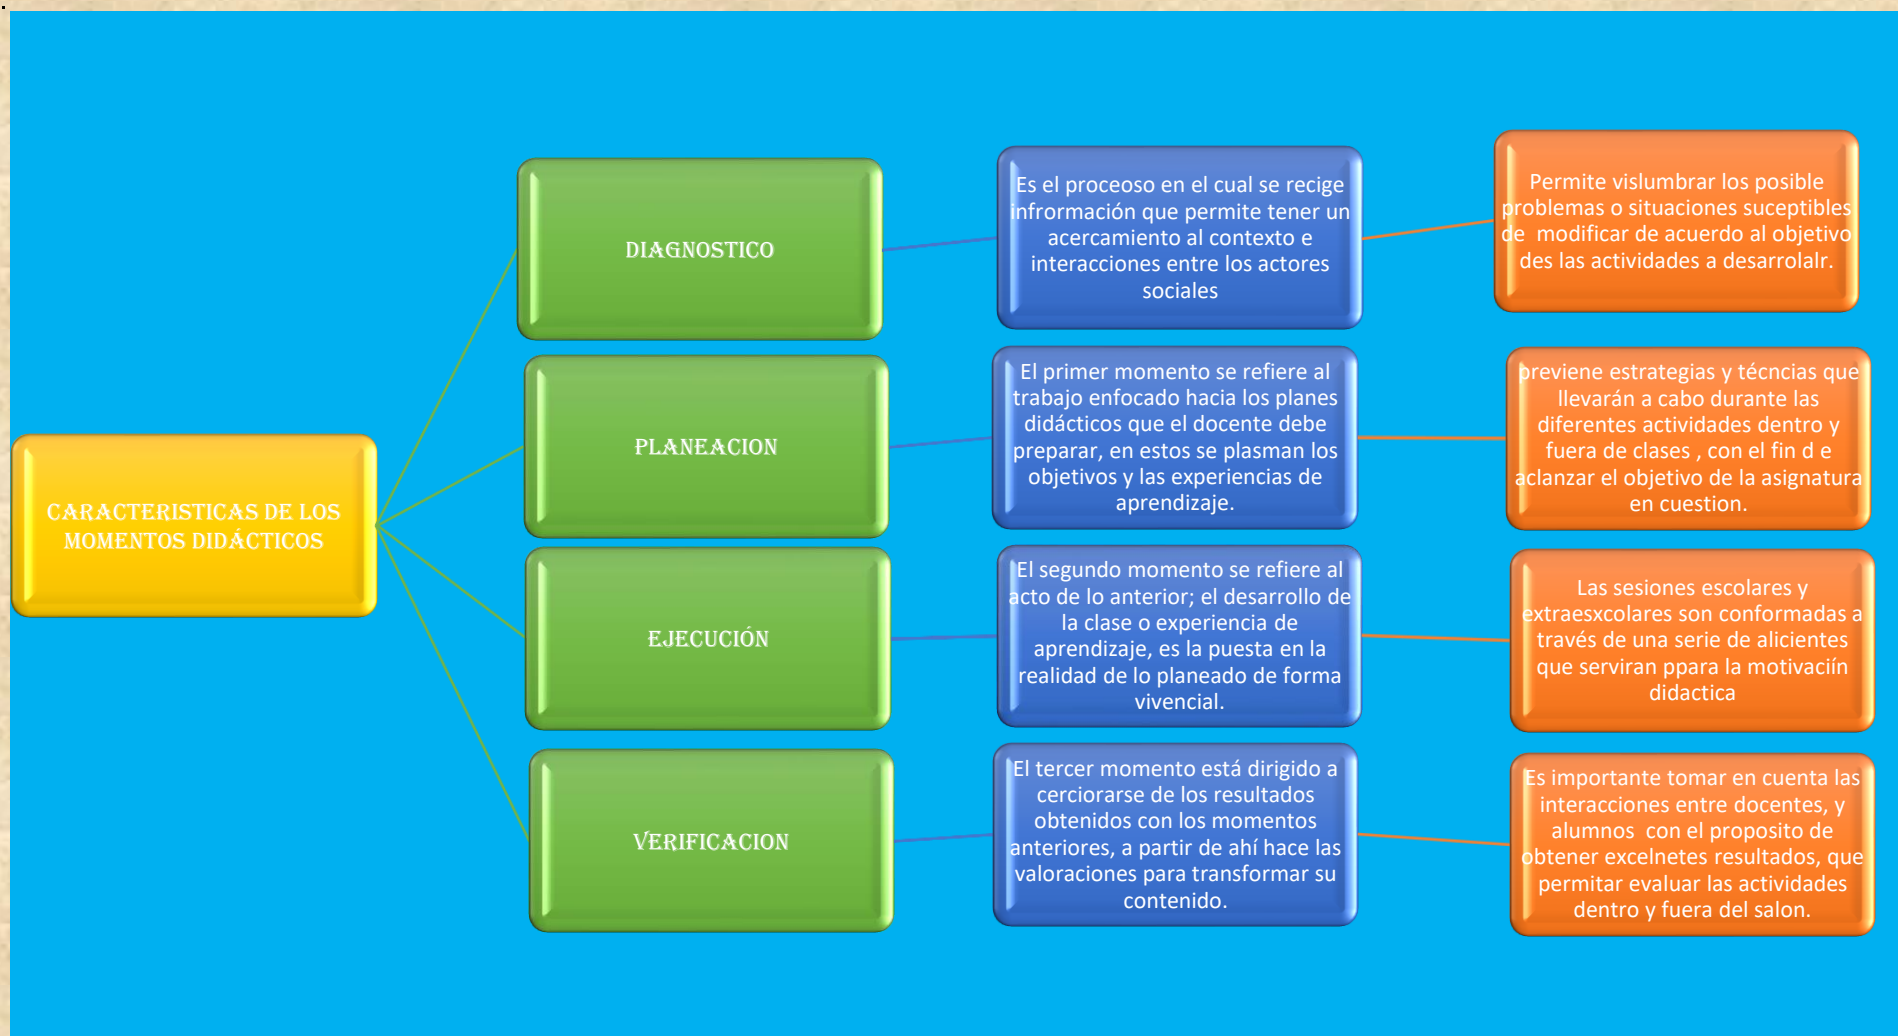 CARACTERISTICAS DE LOS
MOMENTOS DIDÁCTICOS
DIAGNOSTICO
Es el proceoso en el cual se recige
infrormación que permite tener un
acercamiento al contexto e
interacciones entre los actores
sociales
Permite vislumbrar los posible
problemas o situaciones suceptibles
de modificar de acuerdo al objetivo
des las actividades a desarrolalr.
PLANEACION
El primer momento se refiere al
trabajo enfocado hacia los planes
didácticos que el docente debe
preparar, en estos se plasman los
objetivos y las experiencias de
aprendizaje.
previene estrategias y técncias que
llevarán a cabo durante las
diferentes actividades dentro y
fuera de clases , con el fin d e
aclanzar el objetivo de la asignatura
en cuestion.
EJECUCIÓN
El segundo momento se refiere al
acto de lo anterior; el desarrollo de
la clase o experiencia de
aprendizaje, es la puesta en la
realidad de lo planeado de forma
vivencial.
Las sesiones escolares y
extraesxcolares son conformadas a
través de una serie de alicientes
que serviran ppara la motivaciín
didactica
VERIFICACION
El tercer momento está dirigido a
cerciorarse de los resultados
obtenidos con los momentos
anteriores, a partir de ahí hace las
valoraciones para transformar su
contenido.
Es importante tomar en cuenta las
interacciones entre docentes, y
alumnos con el proposito de
obtener excelnetes resultados, que
permitar evaluar las actividades
dentro y fuera del salon.